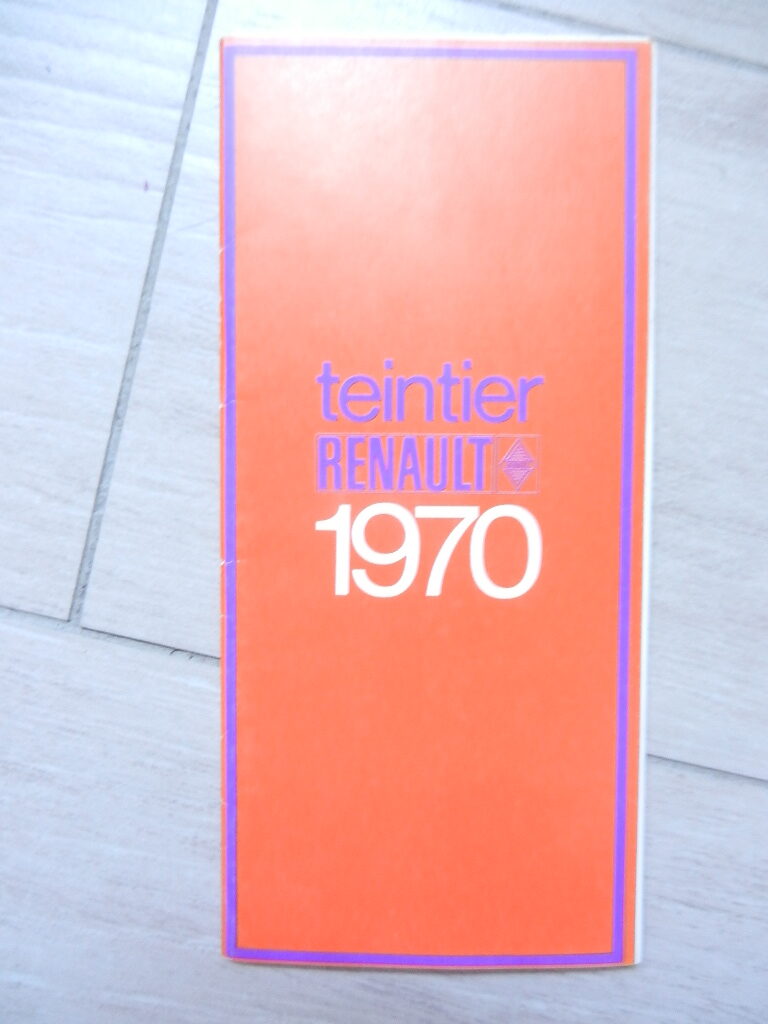 teintier
RENAULT
1970